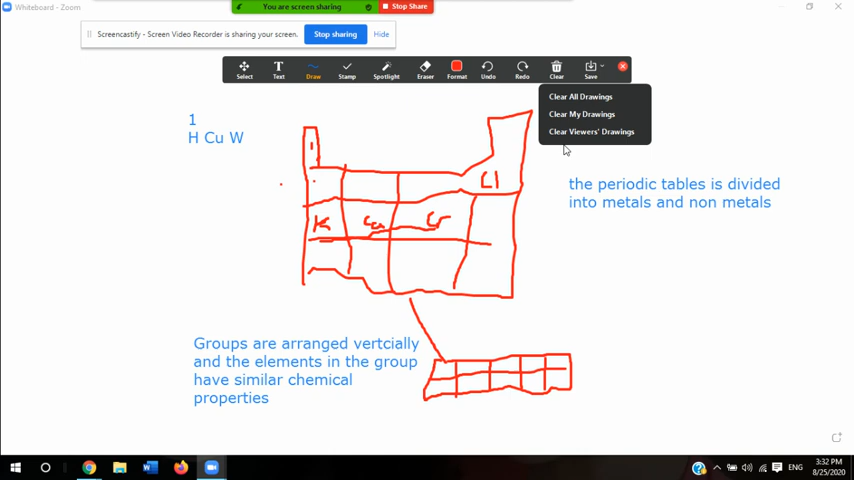 Whiteboard - Zoom
You are screen sharing
Stop Share
Screencastify - Screen Video Recorder is sharing your screen.
Stop sharing
Hide
Select
Text
Draw
Stamp
Spotlight
Eraser
Format
Undo
Redo
Clear
Save
Clear All Drawings
Clear My Drawings
Clear Viewers' Drawings
1
H Cu W
the periodic tables is divided
into metals and non metals
Cl
K Ca Cr
Groups are arranged vertcially
and the elements in the group
have similar chemical
properties
ENG
3:32 PM
8/25/2020